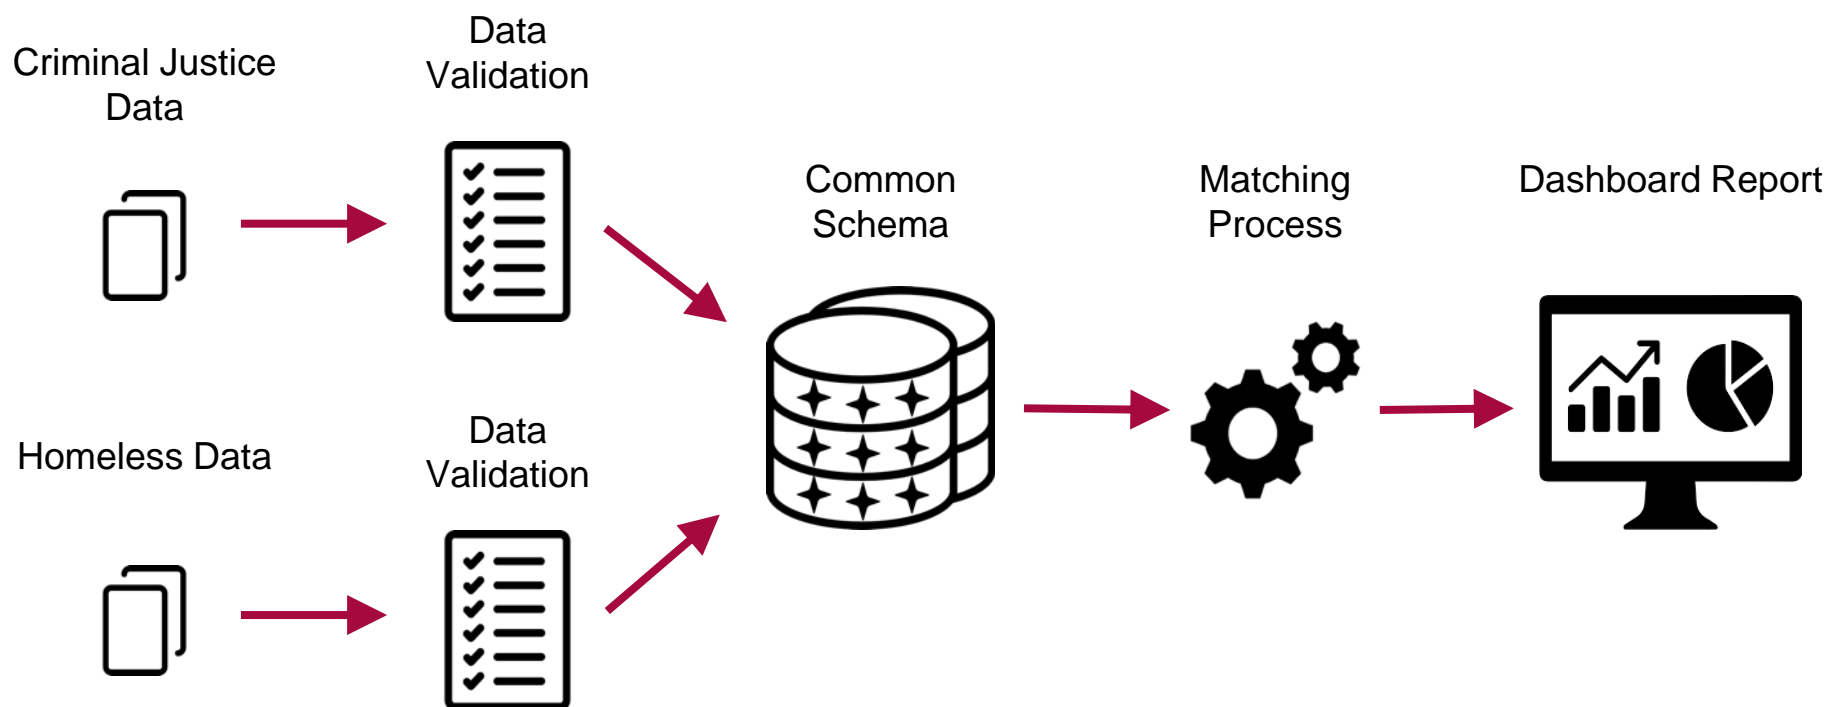 Criminal Justice
Data
Data
Validation
Common
Schema
Matching
Process
Dashboard Report
Homeless Data
Data
Validation